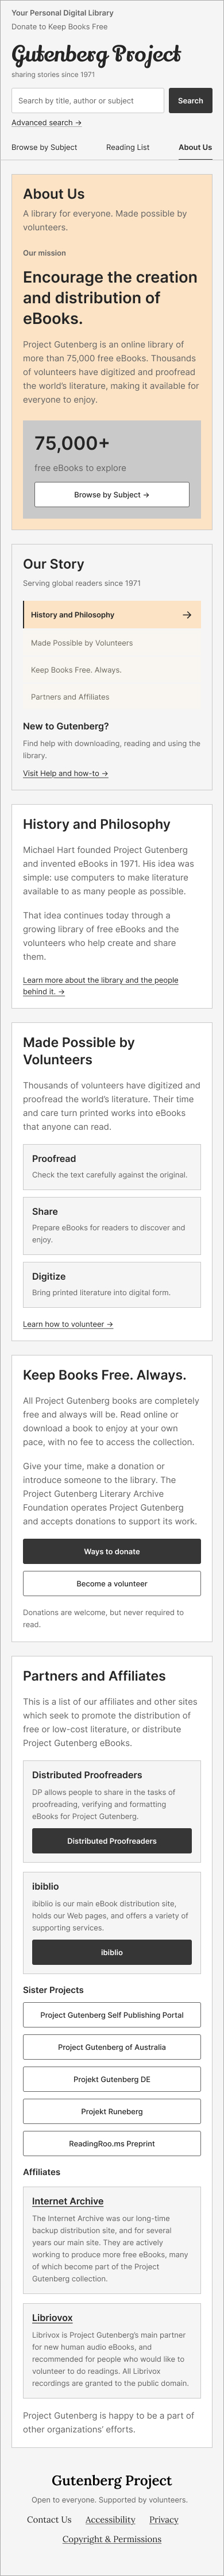 Your Personal Digital Library
Donate to Keep Books Free
Gutenberg Project
sharing stories since 1971
Search by title, author or subject
Search
Advanced search →
Browse by Subject
Reading List
About Us
About Us
A library for everyone. Made possible by
volunteers.
Our mission
Encourage the creation
and distribution of
eBooks.
Project Gutenberg is an online library of
more than 75,000 free eBooks. Thousands
of volunteers have digitized and proofread
the world's literature, making it available for
everyone to enjoy.
75,000+
free eBooks to explore
Browse by Subject →
Our Story
Serving global readers since 1971
History and Philosophy →
Made Possible by Volunteers
Keep Books Free. Always.
Partners and Affiliates
New to Gutenberg?
Find help with downloading, reading and using the
library.
Visit Help and how-to →
History and Philosophy
Michael Hart founded Project Gutenberg
and invented eBooks in 1971. His idea was
simple: use computers to make literature
available to as many people as possible.
That idea continues today through a
growing library of free eBooks and the
volunteers who help create and share
them.
Learn more about the library and the people
behind it. →
Made Possible by
Volunteers
Thousands of volunteers have digitized and
proofread the world's literature. Their time
and care turn printed works into eBooks
that anyone can read.
Proofread
Check the text carefully against the original.
Share
Prepare eBooks for readers to discover and
enjoy.
Digitize
Bring printed literature into digital form.
Learn how to volunteer →
Keep Books Free. Always.
All Project Gutenberg books are completely
free and always will be. Read online or
download a book to enjoy at your own
pace, with no fee to access the collection.
Give your time, make a donation or
introduce someone to the library. The
Project Gutenberg Literary Archive
Foundation operates Project Gutenberg
and accepts donations to support its work.
Ways to donate
Become a volunteer
Donations are welcome, but never required to
read.
Partners and Affiliates
This is a list of our affiliates and other sites
which seek to promote the distribution of
free or low-cost literature, or distribute
Project Gutenberg eBooks.
Distributed Proofreaders
DP allows people to share in the tasks of
proofreading, verifying and formatting
eBooks for Project Gutenberg.
Distributed Proofreaders
ibiblio
ibiblio is our main eBook distribution site,
holds our Web pages, and offers a variety of
supporting services.
ibiblio
Sister Projects
Project Gutenberg Self Publishing Portal
Project Gutenberg of Australia
Projekt Gutenberg DE
Projekt Runeberg
ReadingRoo.ms Preprint
Affiliates
Internet Archive
The Internet Archive was our long-time
backup distribution site, and for several
years our main site. They are actively
working to produce more free eBooks, many
of which become part of the Project
Gutenberg collection.
Libriovox
Librivox is Project Gutenberg's main partner
for new human audio eBooks, and
recommended for people who would like to
volunteer to do readings. All Librivox
recordings are granted to the public domain.
Project Gutenberg is happy to be a part of
other organizations' efforts.
Gutenberg Project
Open to everyone. Supported by volunteers.
Contact Us
Accessibility
Privacy
Copyright & Permissions